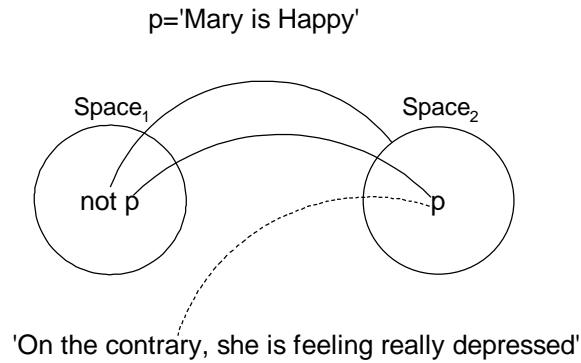 p='Mary is Happy'
Space₁
Space₂
not p
p
'On the contrary, she is feeling really depressed'